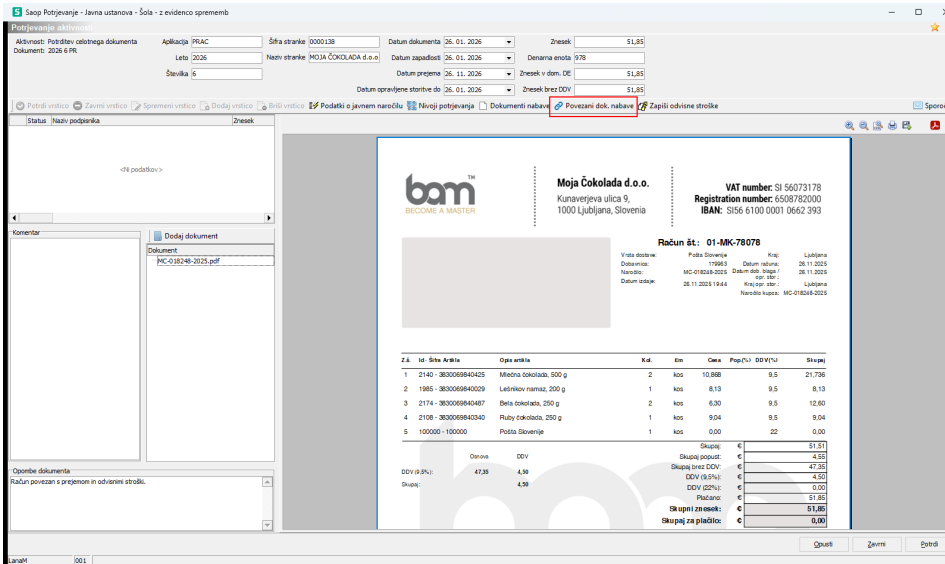 Saop Potrjevanje - Javna ustanova - Šola - z evidenco sprememb
Potrjevanje aktivnosti
Aktivnost: Potrditev celotnega dokumenta
Dokument: 2026 6 PR
Aplikacija PRAC
Leto 2026
Številka 6
Šifra stranke 0000138
Naziv stranke MOJA ČOKOLADA d.o.o
Datum dokumenta 26. 01. 2026
Datum zapadlosti 26. 01. 2026
Datum prejema 26. 11. 2026
Datum opravljene storitve do 26. 01. 2026
Znesek 51,85
Denarna enota 978
Znesek v dom. DE 51,85
Znesek brez DDV 51,85
Potrdi vrstico Zavrni vrstico Spremeni vrstico Dodaj vrstico Briši vrstico Podatki o javnem naročilu Nivoji potrjevanja Dokumenti nabave Povezani dok. nabave Zapiši odvisne stroške Sporoč
Status Naziv podpisnika Znesek
<Ni podatkov>
Komentar
Dodaj dokument
Dokument
MC-018248-2025.pdf
Opombe dokumenta
Račun povezan s prejemom in odvisnimi stroški.
bam TM
BECOME A MASTER
Moja Čokolada d.o.o.
Kunaverjeva ulica 9,
1000 Ljubljana, Slovenia
VAT number: SI 56073178
Registration number: 6508782000
IBAN: SI56 6100 0001 0662 393
Račun št.: 01-MK-78078
Vrsta dostave: Pošta Slovenije Kraj: Ljubljana
Dobavnica: 179963 Datum računa: 26.11.2025
Naročilo: MC-018248-2025 Datum dob. blaga / opr. stor.: 26.11.2025
Datum izdaje: 26.11.2025 19:44 Kraj opr. stor.: Ljubljana
Naročilo kupca: MC-018248-2025
Z.š. Id- Šifra Artikla Opis artikla Kol. Em Cena Pop.(%) DDV(%) Skupaj
1 2140 - 3830069840425 Mlečna čokolada, 500 g 2 kos 10,868 9,5 21,736
2 1985 - 3830069840029 Lešnikov namaz, 200 g 1 kos 8,13 9,5 8,13
3 2174 - 3830069840487 Bela čokolada, 250 g 2 kos 6,30 9,5 12,60
4 2108 - 3830069840340 Ruby čokolada, 250 g 1 kos 9,04 9,5 9,04
5 100000 - 100000 Pošta Slovenije 1 kos 0,00 22 0,00
Osnova DDV
DDV (9,5%): 47,35 4,50
Skupaj: 4,50
Skupaj: € 51,51
Skupaj popust: € 4,55
Skupaj brez DDV: € 47,35
DDV (9,5%): € 4,50
DDV (22%): € 0,00
Plačano: € 51,85
Skupni znesek: € 51,85
Skupaj za plačilo: € 0,00
Opusti Zavrni Potrdi
LanaM 001